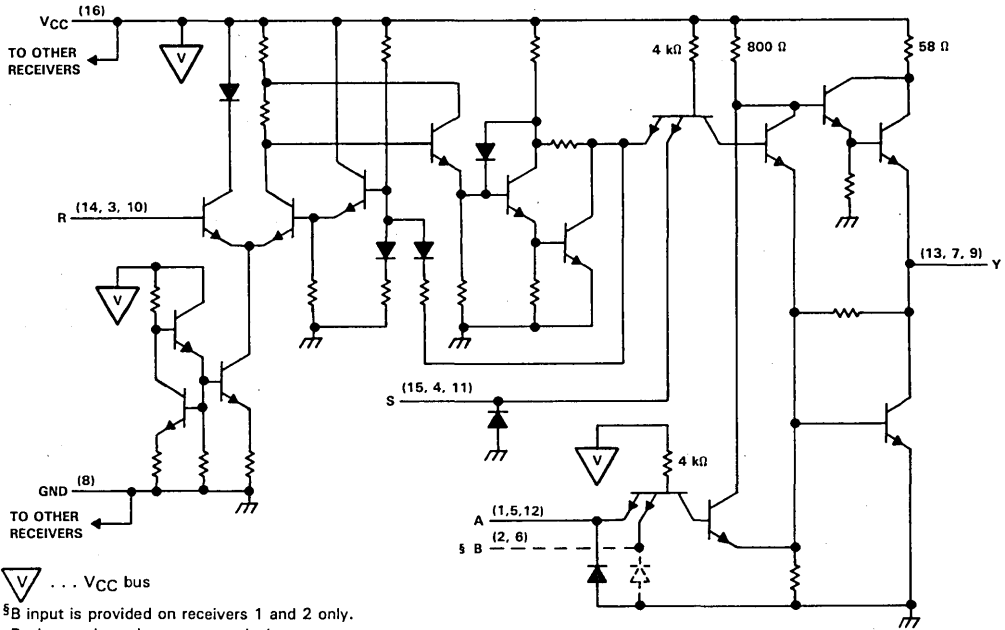 VCC (16)
TO OTHER
RECEIVERS
V
4 kΩ
800 Ω
58 Ω
R (14, 3, 10)
V
(13, 7, 9) Y
S (15, 4, 11)
V
4 kΩ
GND (8)
TO OTHER
RECEIVERS
A (1,5,12)
§ B (2, 6)
V ... VCC bus
§B input is provided on receivers 1 and 2 only.